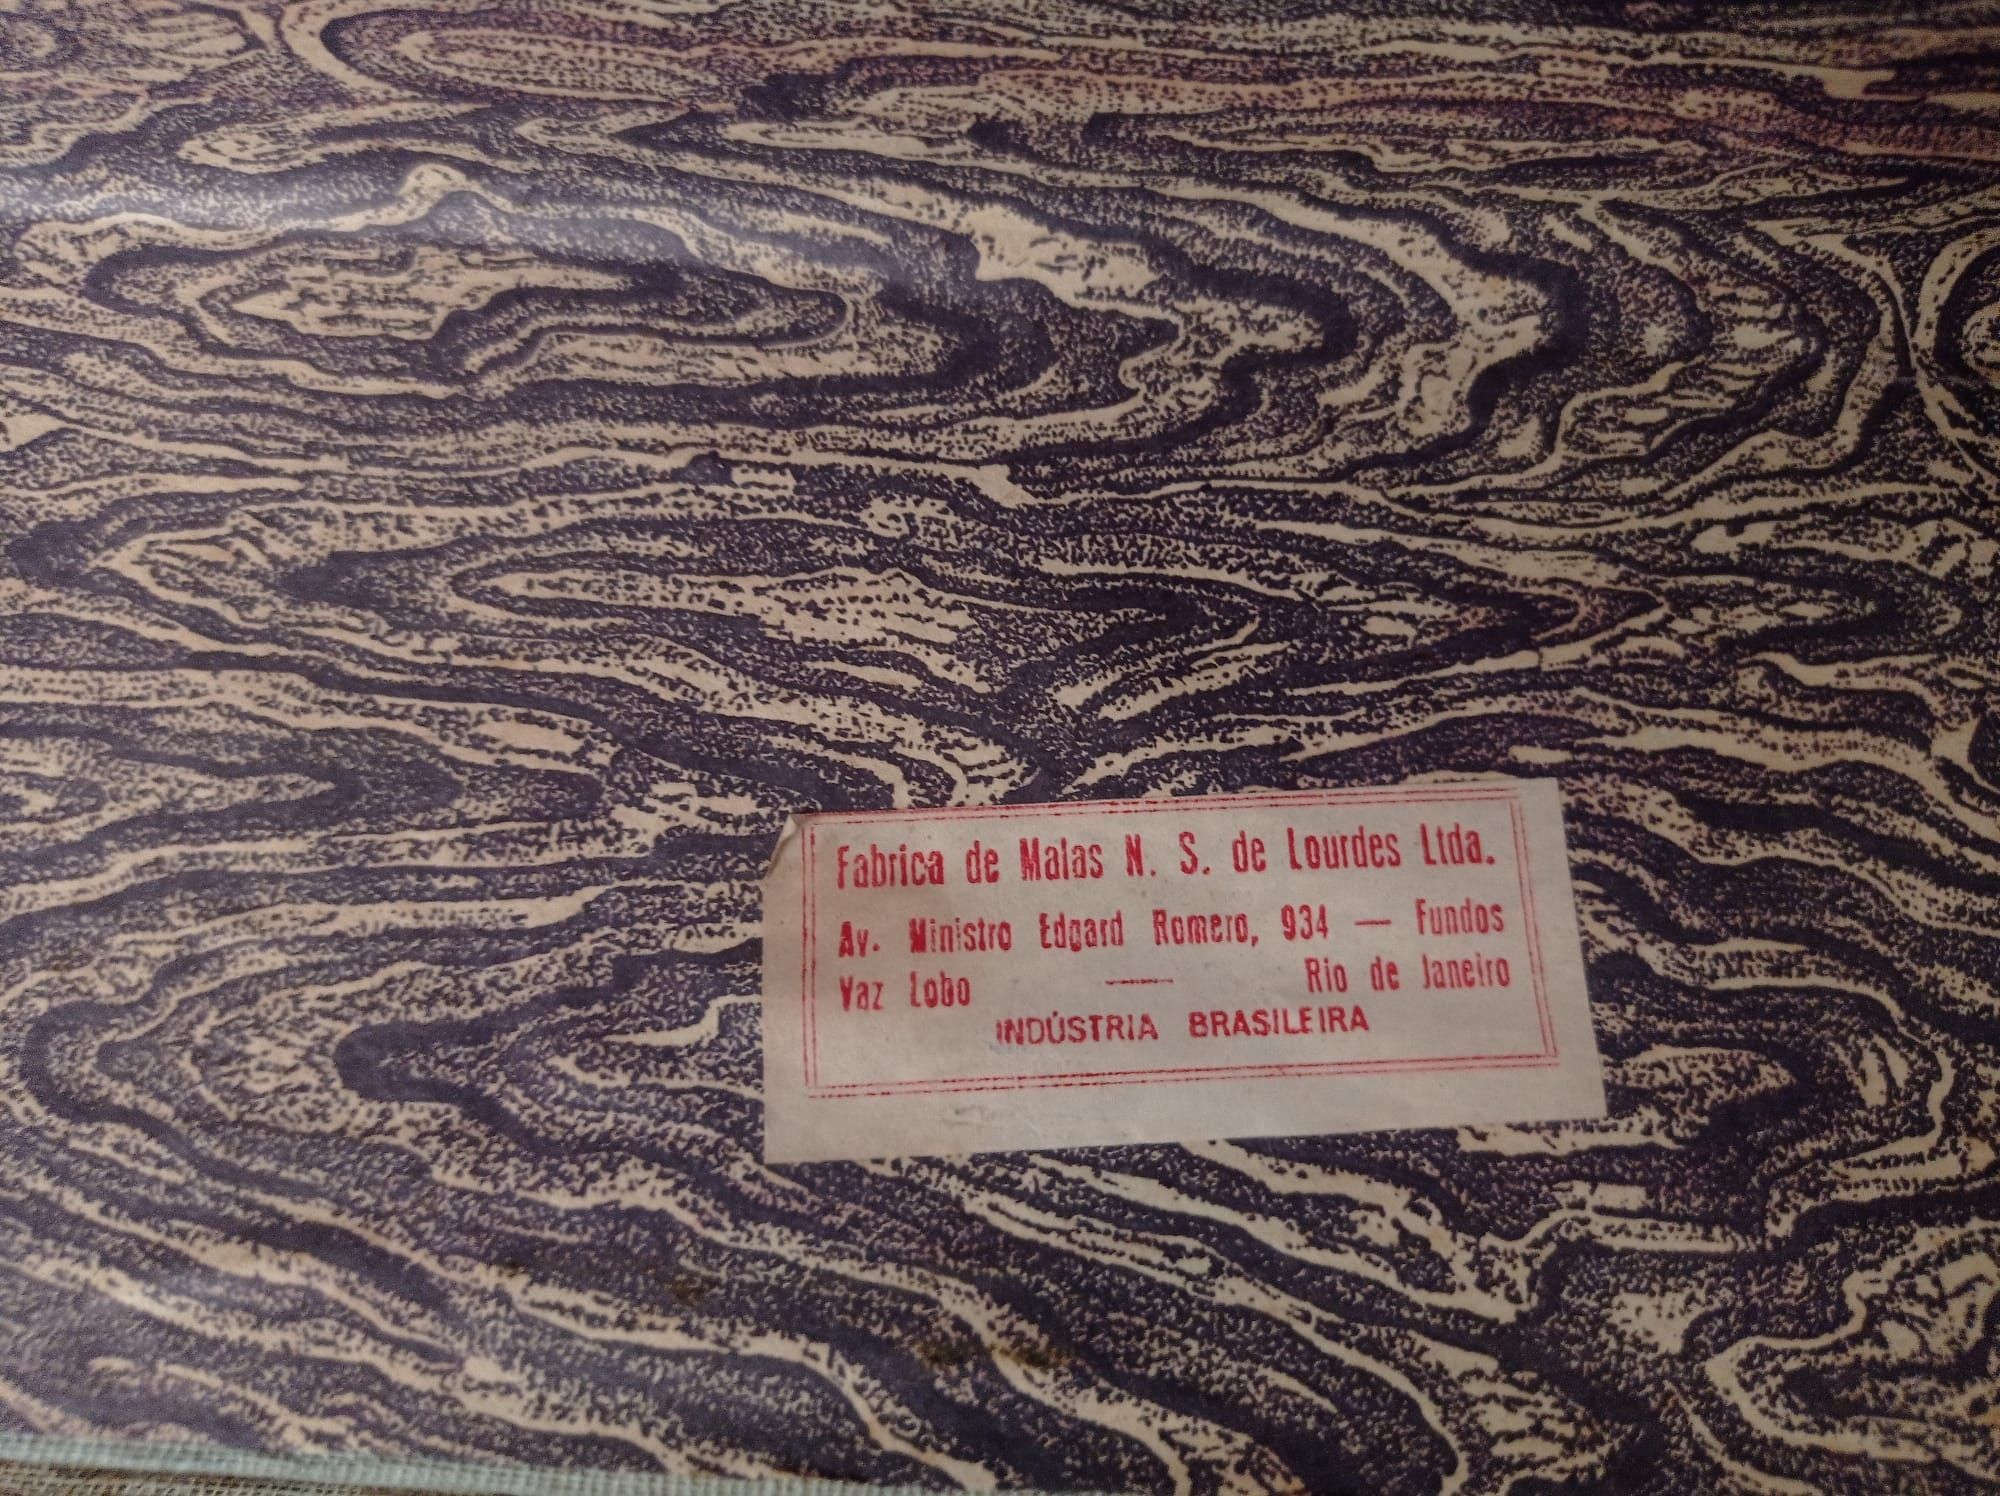 Fabrica de Malas N. S. de Lourdes Ltda.
Av. Ministro Edgard Romero, 934 — Fundos
Vaz Lobo — Rio de Janeiro
INDÚSTRIA BRASILEIRA